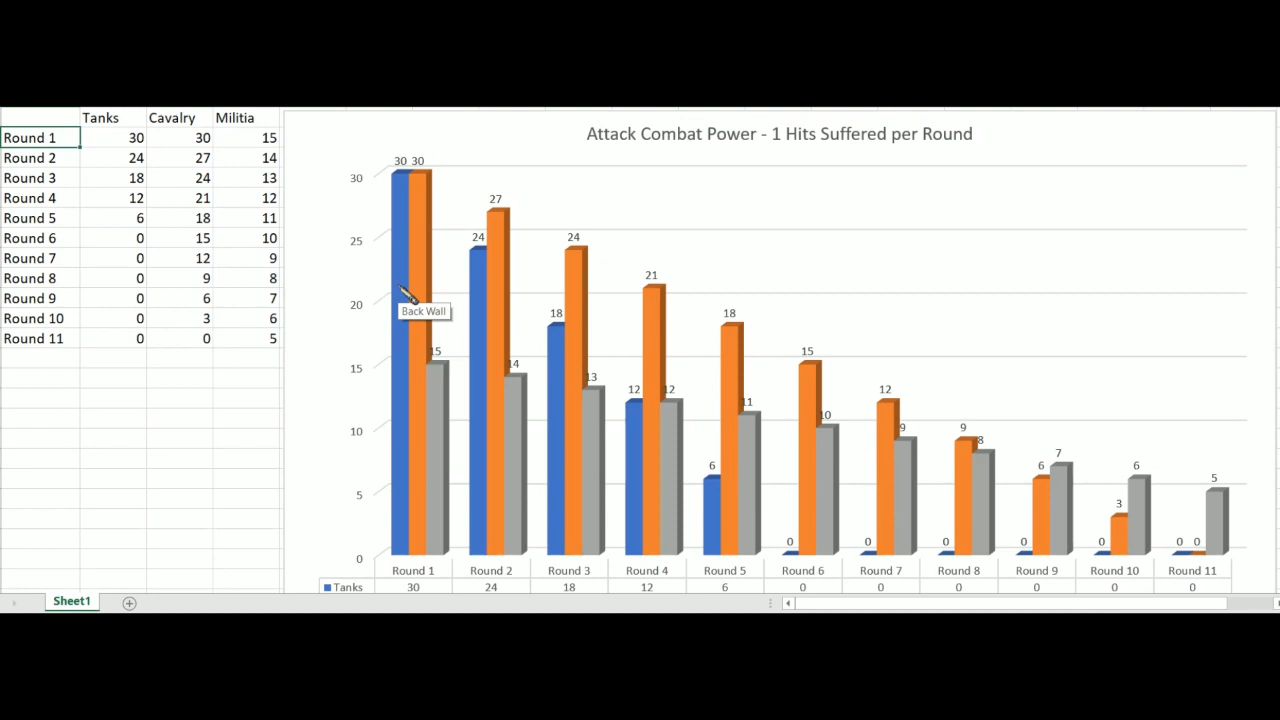 Tanks Cavalry Militia
Round 1 30 30 15
Round 2 24 27 14
Round 3 18 24 13
Round 4 12 21 12
Round 5 6 18 11
Round 6 0 15 10
Round 7 0 12 9
Round 8 0 9 8
Round 9 0 6 7
Round 10 0 3 6
Round 11 0 0 5
Attack Combat Power - 1 Hits Suffered per Round
30
25
20
15
10
5
0
30 30 15
24 27 14
18 24 13
12 21 12
6 18 11
0 15 10
0 12 9
0 9 8
0 6 7
0 3 6
0 0 5
Back Wall
Round 1 Round 2 Round 3 Round 4 Round 5 Round 6 Round 7 Round 8 Round 9 Round 10 Round 11
Tanks 30 24 18 12 6 0 0 0 0 0 0
Sheet1